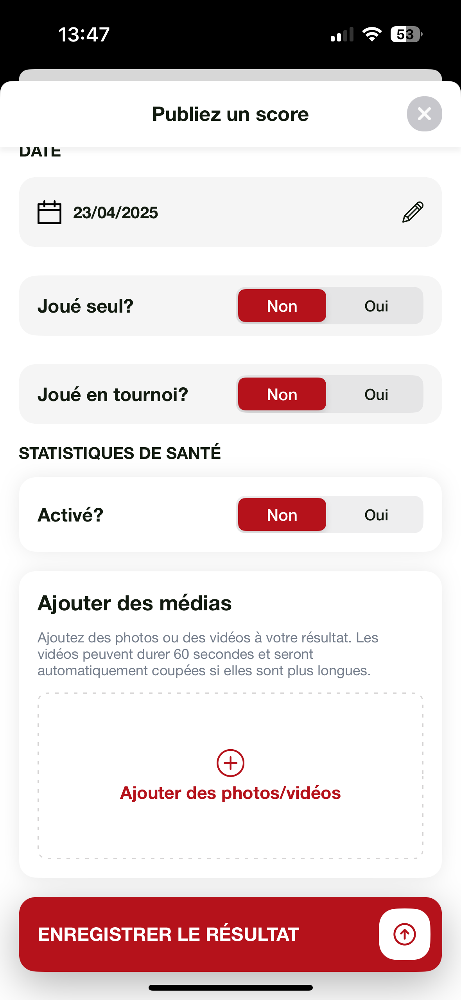 13:47
53
Publiez un score
DATE
23/04/2025
Joué seul?
Non
Oui
Joué en tournoi?
Non
Oui
STATISTIQUES DE SANTÉ
Activé?
Non
Oui
Ajouter des médias
Ajoutez des photos ou des vidéos à votre résultat. Les
vidéos peuvent durer 60 secondes et seront
automatiquement coupées si elles sont plus longues.
Ajouter des photos/vidéos
ENREGISTRER LE RÉSULTAT